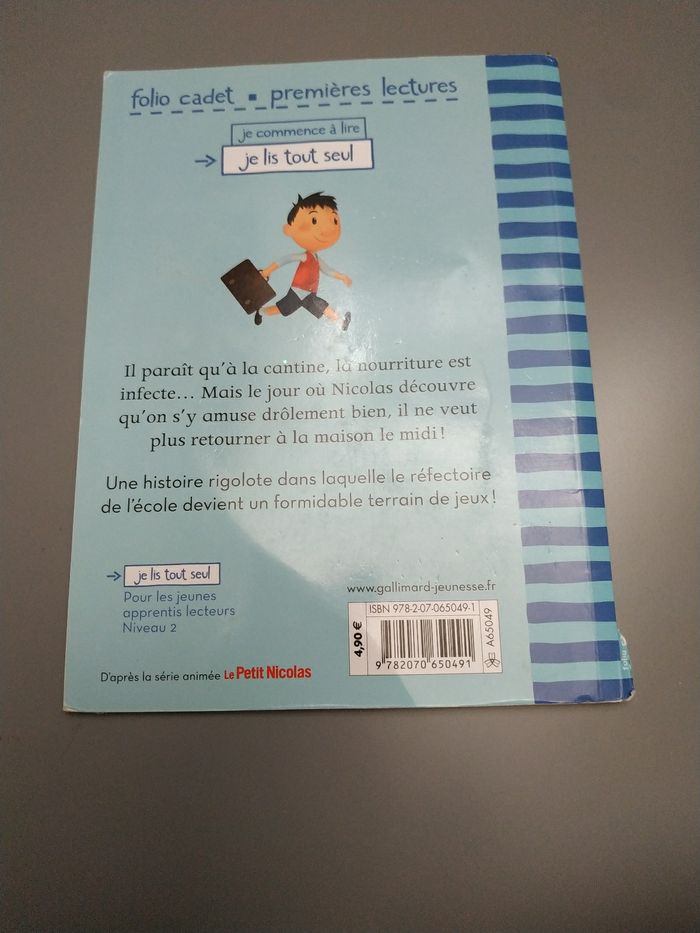 folio cadet ▪ premières lectures
je commence à lire
→ je lis tout seul
Il paraît qu'à la cantine, la nourriture est
infecte... Mais le jour où Nicolas découvre
qu'on s'y amuse drôlement bien, il ne veut
plus retourner à la maison le midi !
Une histoire rigolote dans laquelle le réfectoire
de l'école devient un formidable terrain de jeux !
→ je lis tout seul
Pour les jeunes
apprentis lecteurs
Niveau 2
www.gallimard-jeunesse.fr
4,90 €
ISBN 978-2-07-065049-1
9 782070 650491
A65049
D'après la série animée Le Petit Nicolas
folio